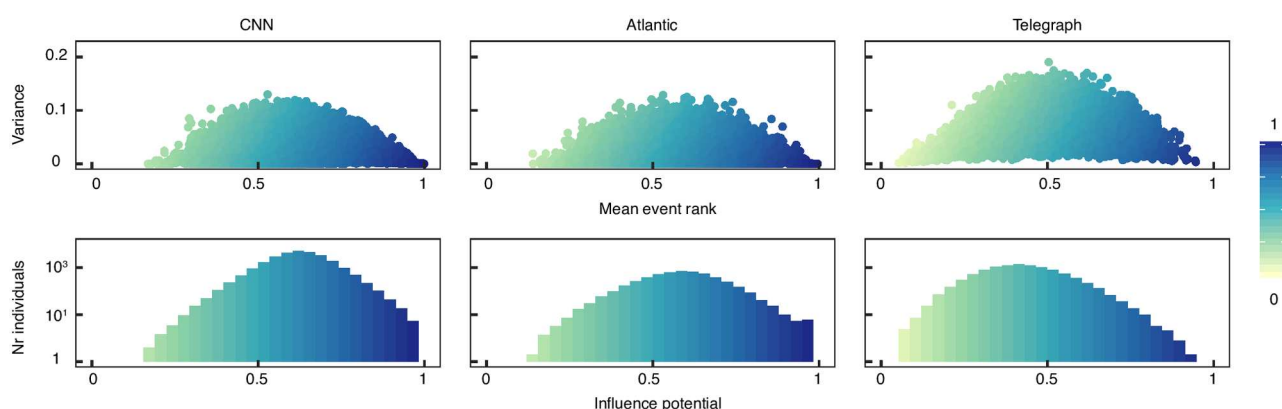 CNN
Atlantic
Telegraph
Variance
0.2
0.1
0
0 0.5 1
0 0.5 1
0 0.5 1
Mean event rank
1
0
Nr individuals
10³
10¹
1
0 0.5 1
0 0.5 1
0 0.5 1
Influence potential